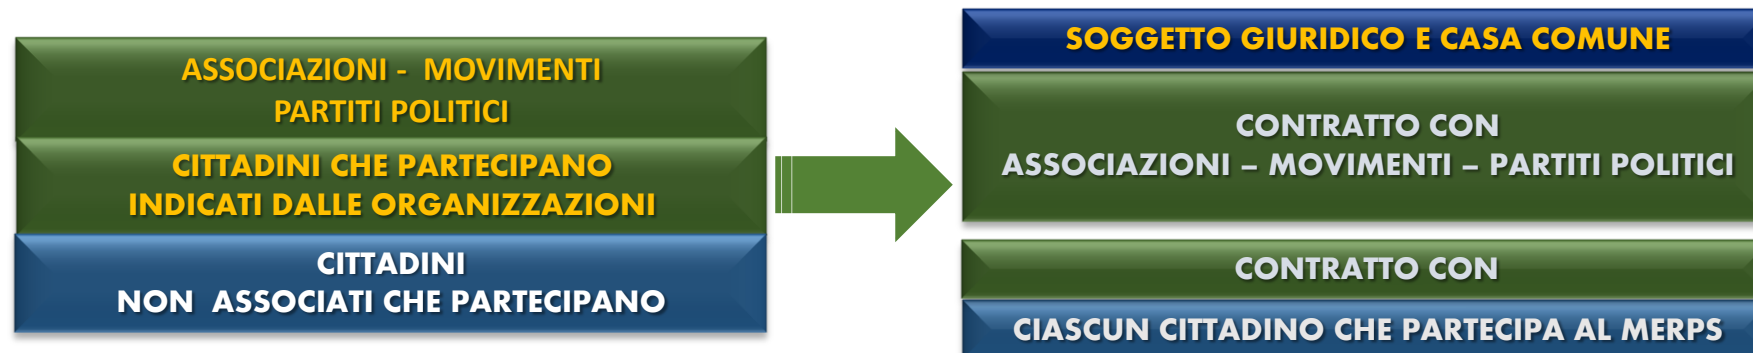 ASSOCIAZIONI - MOVIMENTI
PARTITI POLITICI
CITTADINI CHE PARTECIPANO
INDICATI DALLE ORGANIZZAZIONI
CITTADINI
NON ASSOCIATI CHE PARTECIPANO
SOGGETTO GIURIDICO E CASA COMUNE
CONTRATTO CON
ASSOCIAZIONI – MOVIMENTI – PARTITI POLITICI
CONTRATTO CON
CIASCUN CITTADINO CHE PARTECIPA AL MERPS